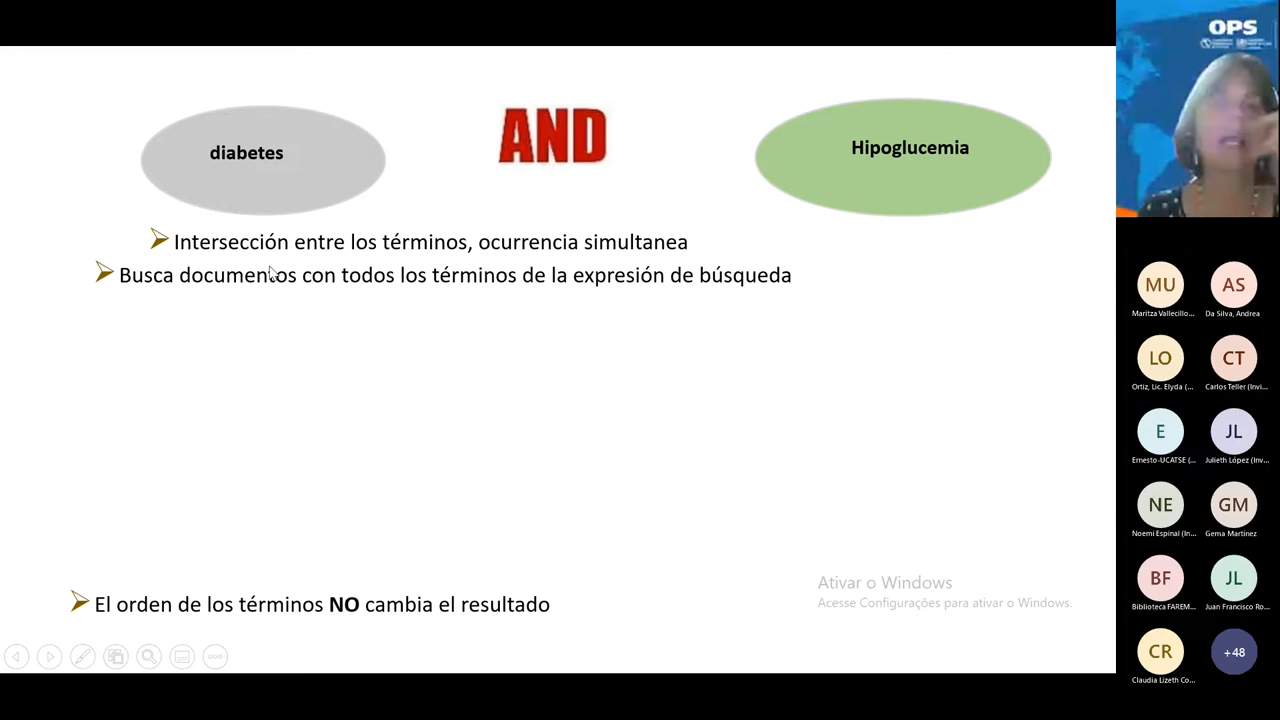 OPS
diabetes
AND
Hipoglucemia
Intersección entre los términos, ocurrencia simultanea
Busca documentos con todos los términos de la expresión de búsqueda
El orden de los términos NO cambia el resultado
Ativar o Windows
Acesse Configurações para ativar o Windows.
MU
AS
Maritza Vallecillo...
Da Silva, Andrea
LO
CT
Ortiz, Lic. Elyda (...
Carlos Teller (Invi...
E
JL
Ernesto-UCATSE (...
Julieth López (Inv...
NE
GM
Noemi Espinal (In...
Gema Martínez
BF
JL
Biblioteca FAREM...
Juan Francisco Ro...
CR
+48
Claudia Lizeth Co...